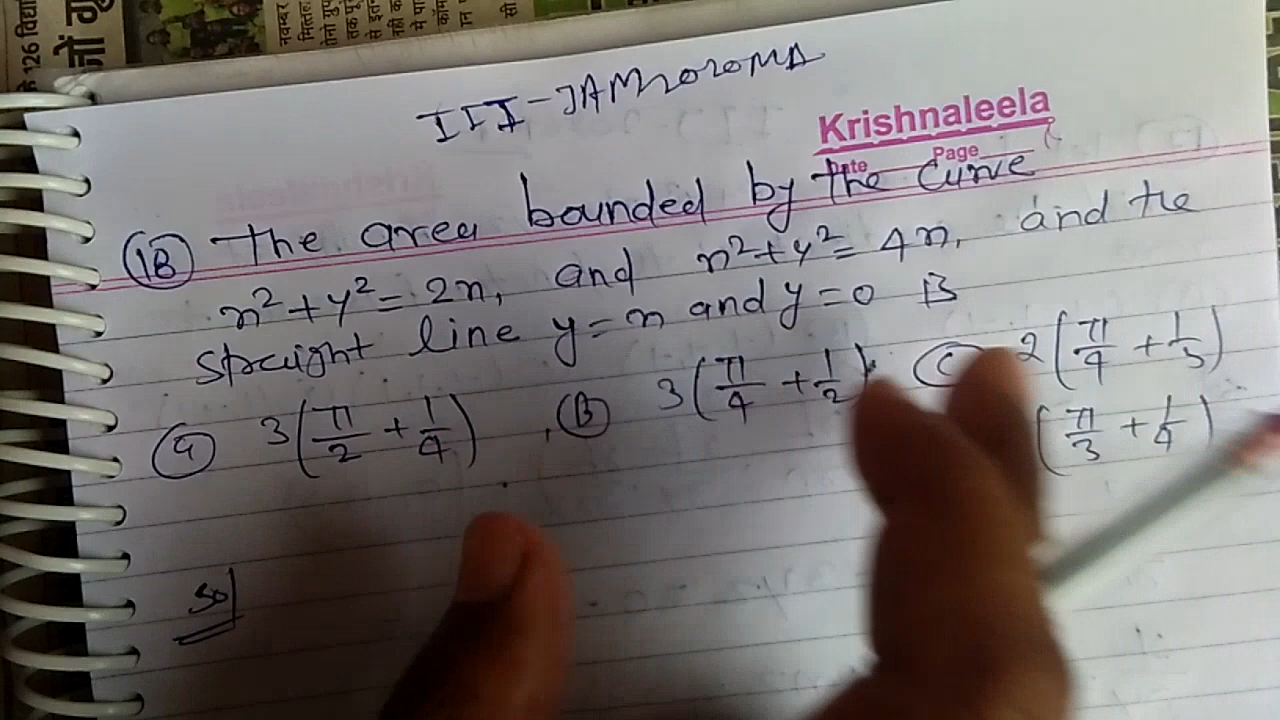 के 126 विद्या
III-JAM2020MA
Krishnaleela
Date Page
(18) The area bounded by the curve
x²+y²=2x, and x²+y²=4x, and the
straight line y=x and y=0 is
(a) 3(π/2 + 1/4), (B) 3(π/4 + 1/2), (C) 2(π/4 + 1/3)
(π/3 + 1/4)
Sol